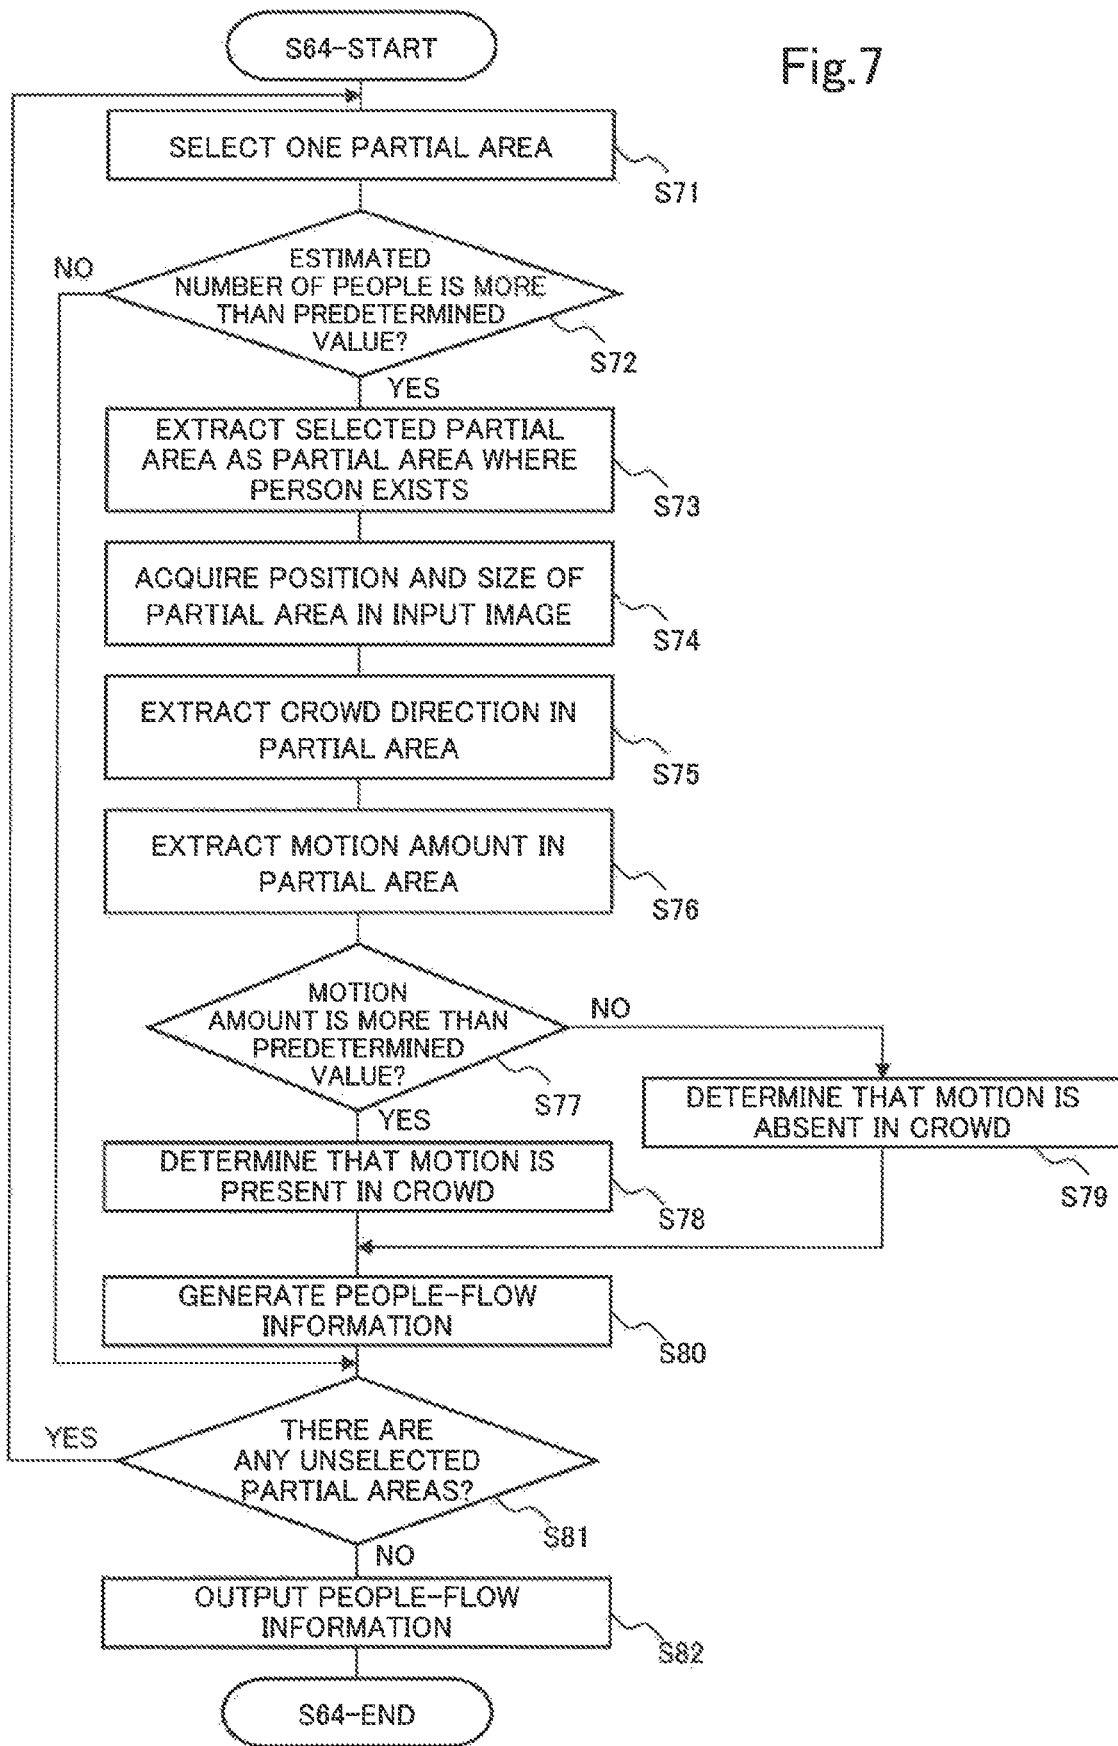 Fig.7
S64-START
SELECT ONE PARTIAL AREA
S71
ESTIMATED
NUMBER OF PEOPLE IS MORE
THAN PREDETERMINED
VALUE?
NO
S72
YES
EXTRACT SELECTED PARTIAL
AREA AS PARTIAL AREA WHERE
PERSON EXISTS
S73
ACQUIRE POSITION AND SIZE OF
PARTIAL AREA IN INPUT IMAGE
S74
EXTRACT CROWD DIRECTION IN
PARTIAL AREA
S75
EXTRACT MOTION AMOUNT IN
PARTIAL AREA
S76
MOTION
AMOUNT IS MORE THAN
PREDETERMINED
VALUE?
NO
S77
YES
DETERMINE THAT MOTION IS
ABSENT IN CROWD
S79
DETERMINE THAT MOTION IS
PRESENT IN CROWD
S78
GENERATE PEOPLE-FLOW
INFORMATION
S80
THERE ARE
ANY UNSELECTED
PARTIAL AREAS?
YES
S81
NO
OUTPUT PEOPLE-FLOW
INFORMATION
S82
S64-END